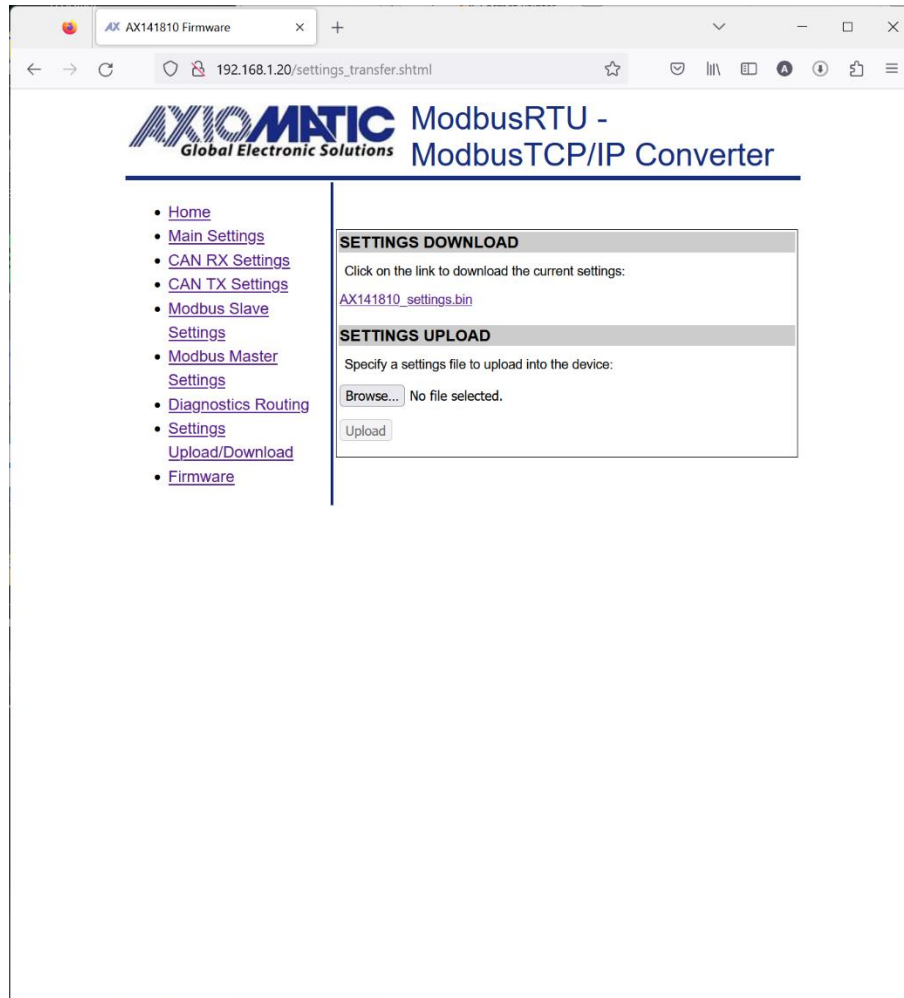 AX AX141810 Firmware
192.168.1.20/settings_transfer.shtml
A
AXIOMATIC
Global Electronic Solutions
ModbusRTU -
ModbusTCP/IP Converter
• Home
• Main Settings
• CAN RX Settings
• CAN TX Settings
• Modbus Slave
Settings
• Modbus Master
Settings
• Diagnostics Routing
• Settings
Upload/Download
• Firmware
SETTINGS DOWNLOAD
Click on the link to download the current settings:
AX141810_settings.bin
SETTINGS UPLOAD
Specify a settings file to upload into the device:
Browse... No file selected.
Upload